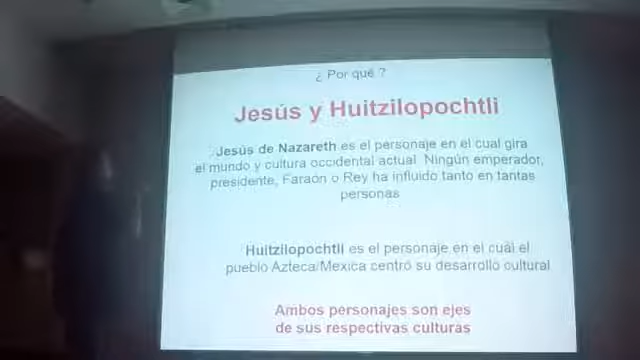 ¿ Por qué ?
Jesús y Huitzilopochtli
Jesús de Nazareth es el personaje en el cual gira
el mundo y cultura occidental actual. Ningún emperador,
presidente, Faraón o Rey ha influido tanto en tantas
personas
Huitzilopochtli es el personaje en el cuál el
pueblo Azteca/Mexica centró su desarrollo cultural
Ambos personajes son ejes
de sus respectivas culturas